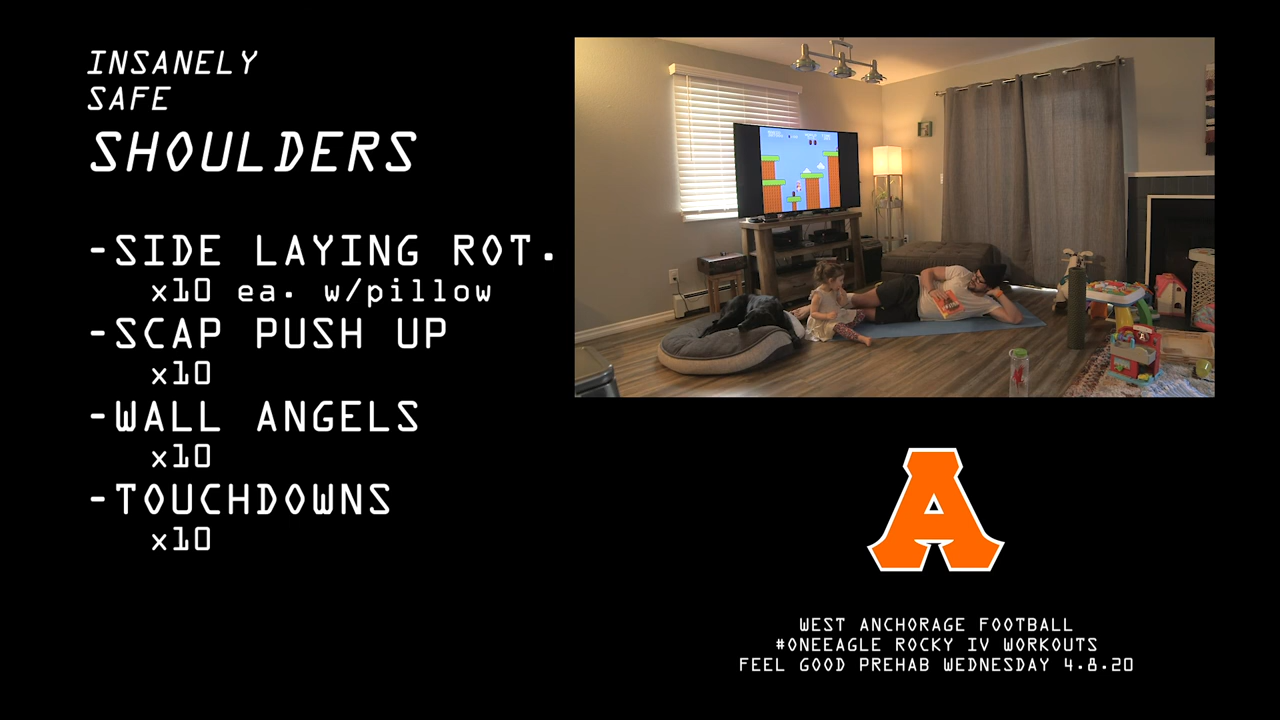 INSANELY
SAFE
SHOULDERS
-SIDE LAYING ROT.
x10 ea. w/pillow
-SCAP PUSH UP
x10
-WALL ANGELS
x10
-TOUCHDOWNS
x10
A
WEST ANCHORAGE FOOTBALL
#ONEEAGLE ROCKY IV WORKOUTS
FEEL GOOD PREHAB WEDNESDAY 4.8.20